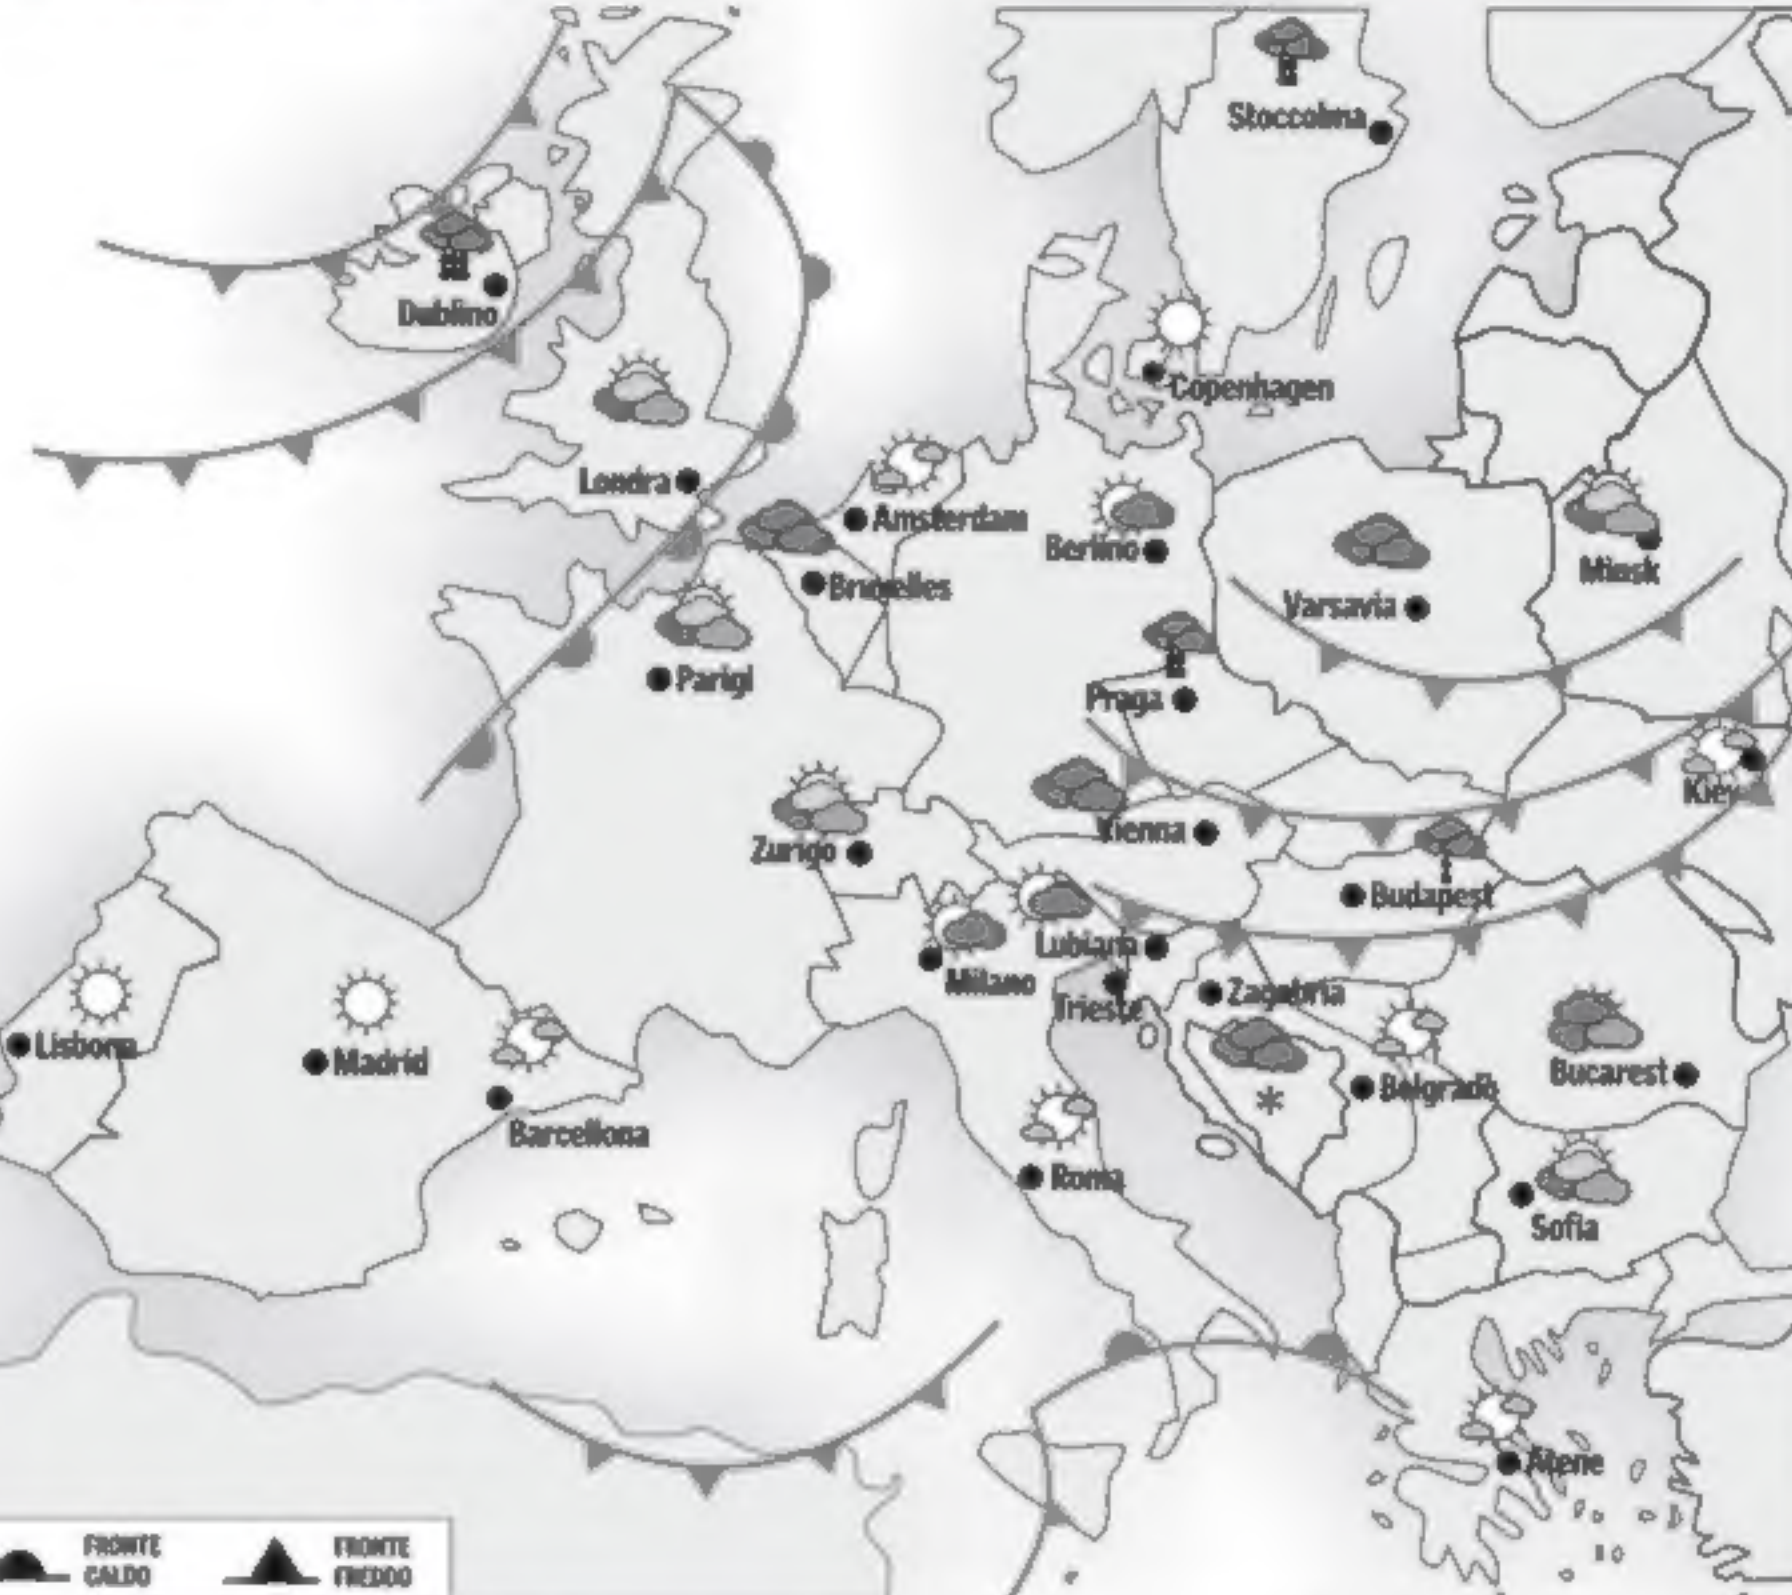 Stoccolma
Dublino
Copenhagen
Londra
Amsterdam
Berlino
Bruxelles
Varsavia
Minsk
Parigi
Praga
Kiev
Vienna
Zurigo
Budapest
Lubiana
Milano
Trieste
Zagabria
Lisbona
Madrid
Belgrado
Bucarest
*
Barcellona
Roma
Sofia
Atene
FRONTE
CALDO
FRONTE
FREDDO